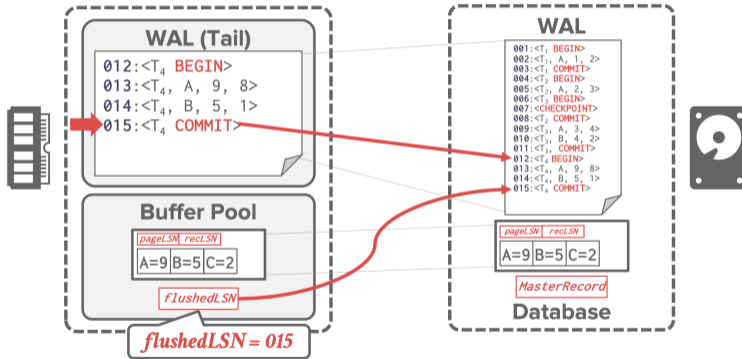 WAL (Tail)
012:<T4 BEGIN>
013:<T4, A, 9, 8>
014:<T4, B, 5, 1>
015:<T4 COMMIT>
Buffer Pool
pageLSN recLSN
A=9 B=5 C=2
flushedLSN
flushedLSN = 015
WAL
001:<T1 BEGIN>
002:<T1, A, 1, 2>
003:<T1 COMMIT>
004:<T2 BEGIN>
005:<T2, A, 2, 3>
006:<T3 BEGIN>
007:<CHECKPOINT>
008:<T2 COMMIT>
009:<T3, A, 3, 4>
010:<T3, B, 4, 2>
011:<T3, COMMIT>
012:<T4 BEGIN>
013:<T4, A, 9, 8>
014:<T4, B, 5, 1>
015:<T4 COMMIT>
pageLSN recLSN
A=9 B=5 C=2
MasterRecord
Database